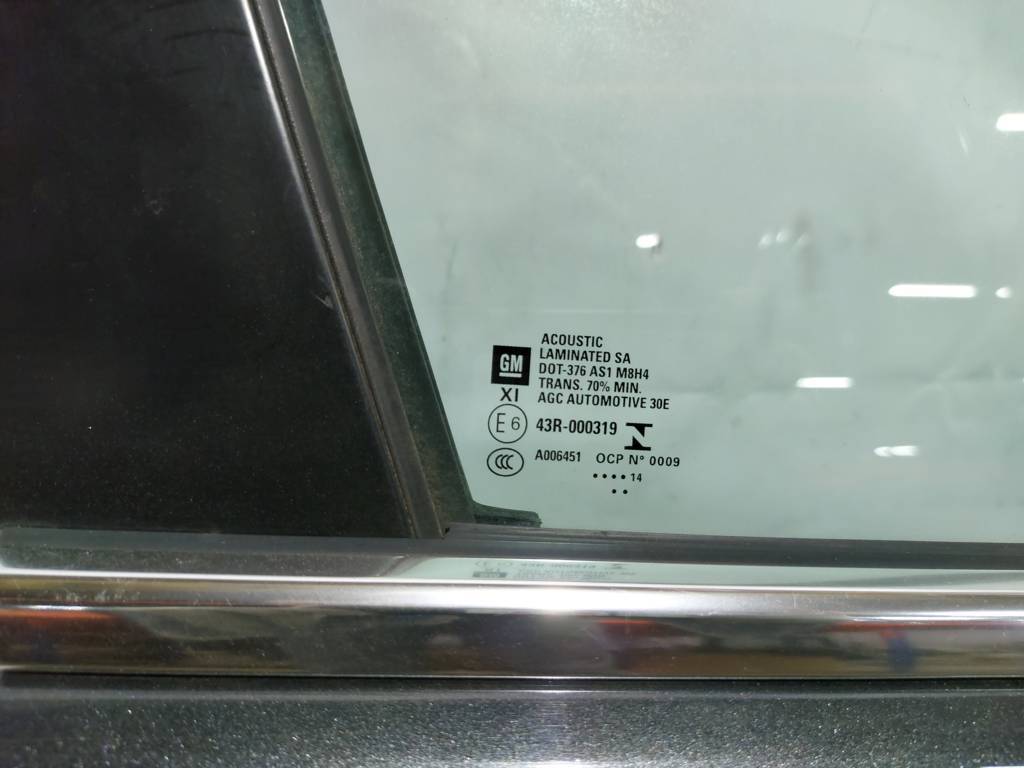 ACOUSTIC
LAMINATED SA
GM
DOT-376 AS1 M8H4
TRANS. 70% MIN.
XI
AGC AUTOMOTIVE 30E
E6
43R-000319
CCC
A006451
OCP N° 0009
•••• 14
••